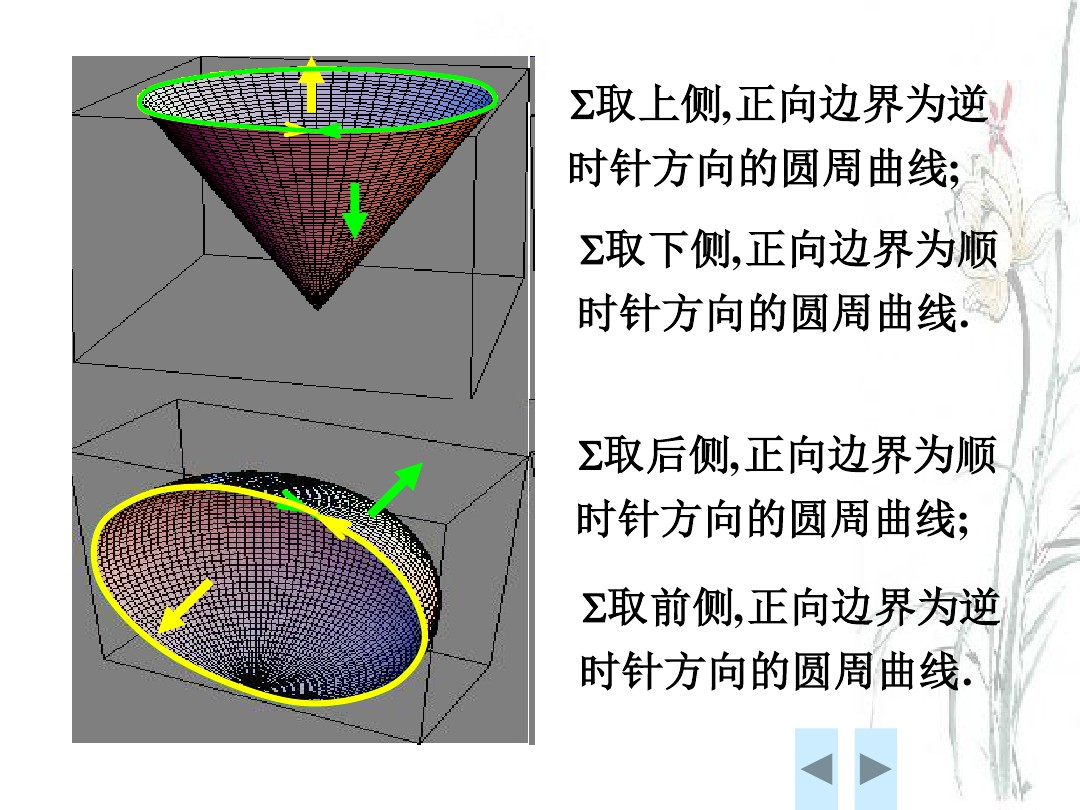 Σ取上侧,正向边界为逆
时针方向的圆周曲线;
Σ取下侧,正向边界为顺
时针方向的圆周曲线.
Σ取后侧,正向边界为顺
时针方向的圆周曲线;
Σ取前侧,正向边界为逆
时针方向的圆周曲线.